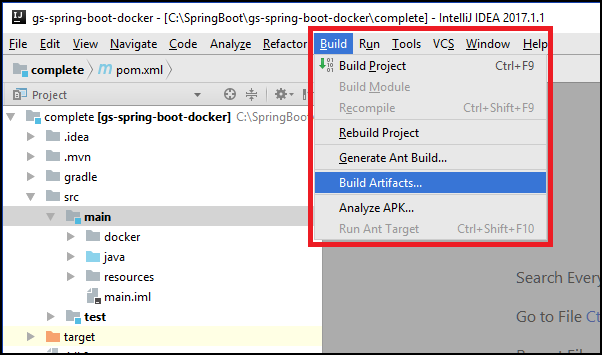 gs-spring-boot-docker - [C:\SpringBoot\gs-spring-boot-docker\complete] - IntelliJ IDEA 2017.1.1
File Edit View Navigate Code Analyze Refactor Build Run Tools VCS Window Help
complete pom.xml
Build Project Ctrl+F9
Build Module
Recompile Ctrl+Shift+F9
Rebuild Project
Generate Ant Build...
Build Artifacts...
Analyze APK...
Run Ant Target Ctrl+Shift+F10
Project
complete [gs-spring-boot-docker] C:\SpringBoot
.idea
.mvn
gradle
src
main
docker
java
resources
main.iml
test
target
Search Every
Go to File Ct
Recent Files